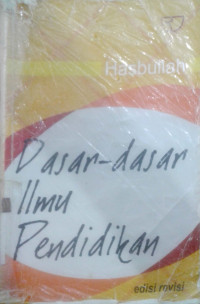 Hasbullah
Dasar-dasar
Ilmu
Pendidikan
edisi revisi